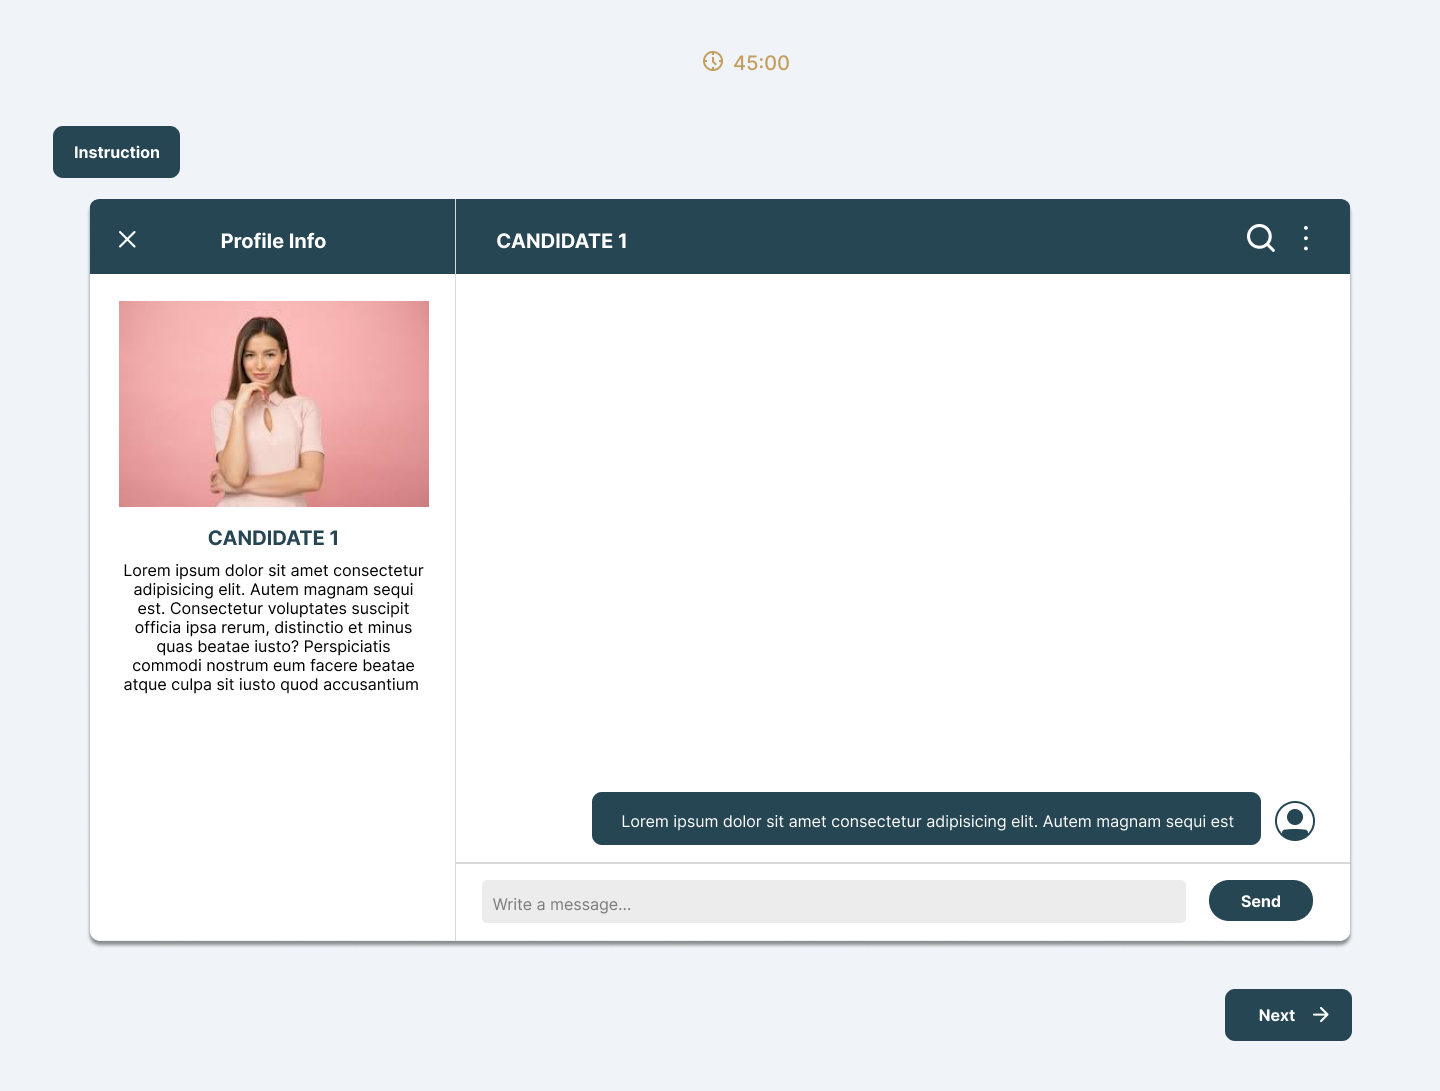 45:00
Instruction
Profile Info
CANDIDATE 1
CANDIDATE 1
Lorem ipsum dolor sit amet consectetur
adipisicing elit. Autem magnam sequi
est. Consectetur voluptates suscipit
officia ipsa rerum, distinctio et minus
quas beatae iusto? Perspiciatis
commodi nostrum eum facere beatae
atque culpa sit iusto quod accusantium
Lorem ipsum dolor sit amet consectetur adipisicing elit. Autem magnam sequi est
Write a message...
Send
Next